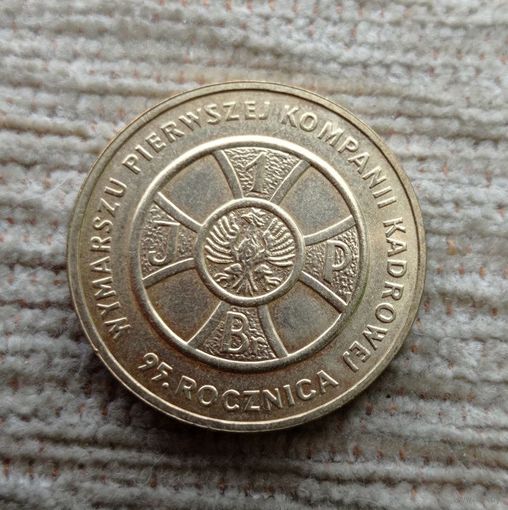 95. ROCZNICA WYMARSZU PIERWSZEJ KOMPANII KADROWEJ
1
J P
B